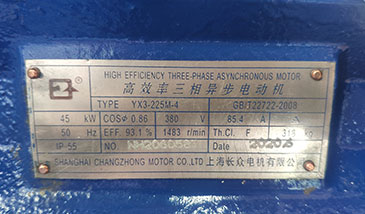 HIGH EFFICIENCY THREE-PHASE ASYNCHRONOUS MOTOR
高效率三相异步电动机
TYPE YX3-225M-4 GB/T22722-2008
45 kW COSΦ 0.86 380 V 85.4 A
50 Hz EFF 93.1% 1483 r/min Th.Cl. F kg
IP 55 NO DATE
SHANGHAI CHANGZHONG MOTOR CO.,LTD 上海长众电机有限公司